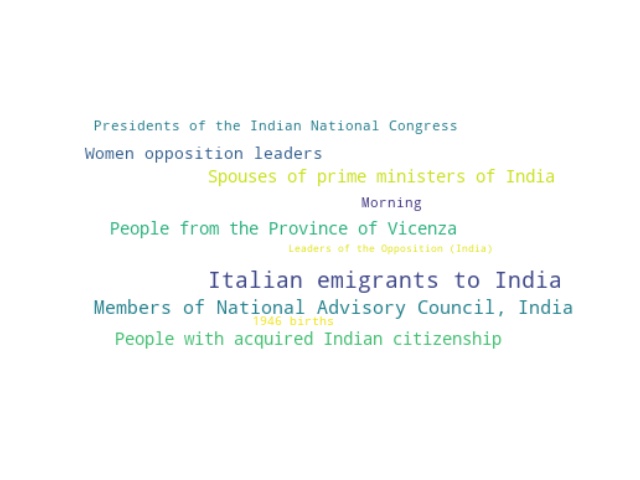 Presidents of the Indian National Congress
Women opposition leaders
Spouses of prime ministers of India
Morning
People from the Province of Vicenza
Leaders of the Opposition (India)
Italian emigrants to India
Members of National Advisory Council, India
1946 births
People with acquired Indian citizenship